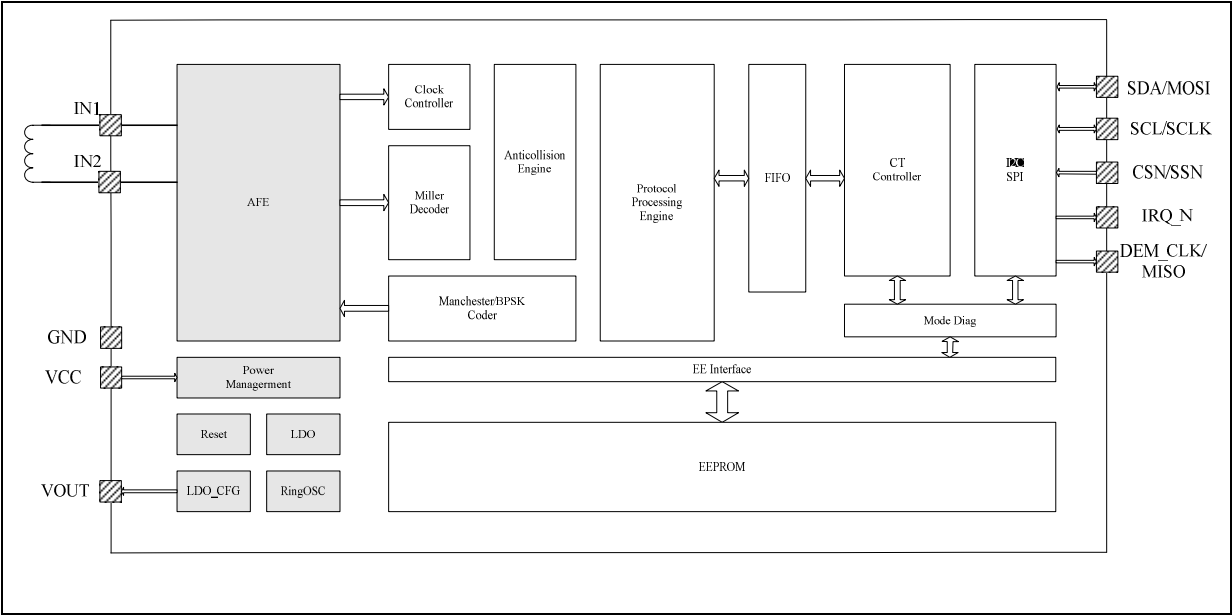 IN1
IN2
GND
VCC
VOUT
AFE
Power
Managerment
Reset
LDO
LDO_CFG
RingOSC
Clock
Controller
Miller
Decoder
Manchester/BPSK
Coder
Anticollision
Engine
Protocol
Processing
Engine
FIFO
CT
Controller
I2C
SPI
Mode Diag
EE Interface
EEPROM
SDA/MOSI
SCL/SCLK
CSN/SSN
IRQ_N
DEM_CLK/
MISO